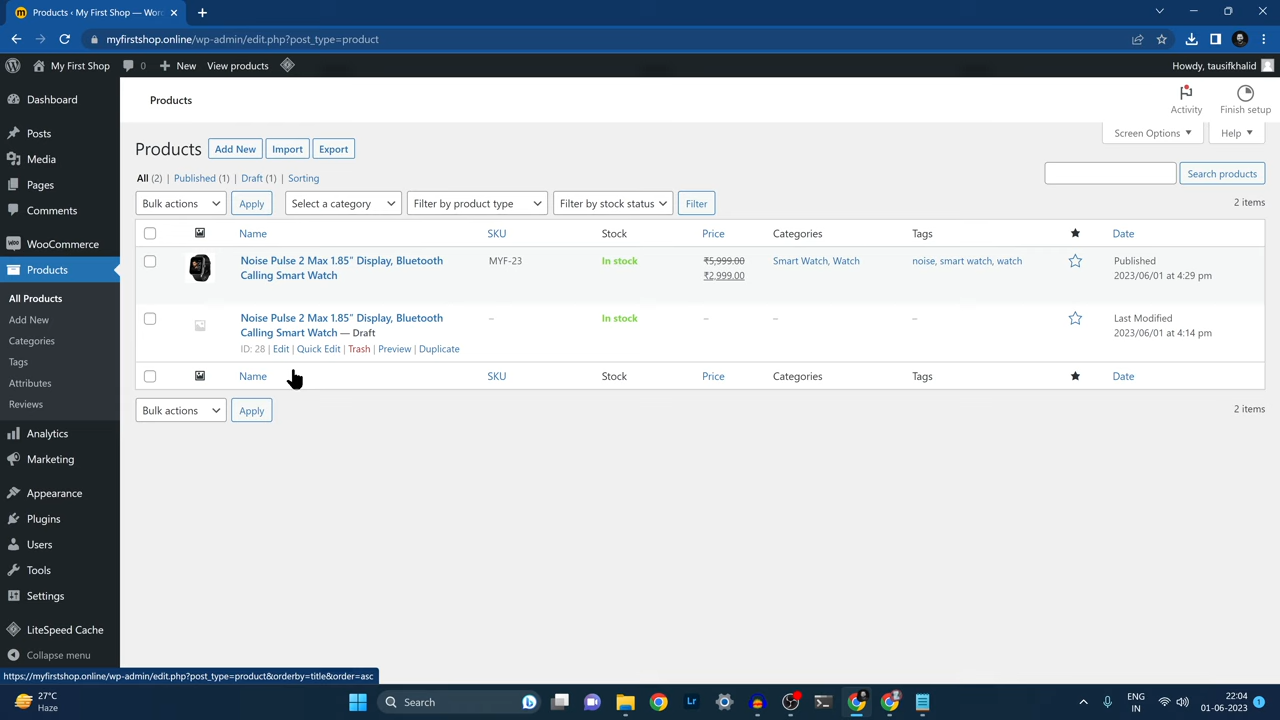 Products ‹ My First Shop — Wor
myfirstshop.online/wp-admin/edit.php?post_type=product
My First Shop 0 New View products Howdy, tausifkhalid
Dashboard
Posts
Media
Pages
Comments
WooCommerce
Products
All Products
Add New
Categories
Tags
Attributes
Reviews
Analytics
Marketing
Appearance
Plugins
Users
Tools
Settings
LiteSpeed Cache
Collapse menu
Products
Activity Finish setup
Screen Options Help
Products Add New Import Export
All (2) | Published (1) | Draft (1) | Sorting
Search products
Bulk actions Apply Select a category Filter by product type Filter by stock status Filter
2 items
Name SKU Stock Price Categories Tags Date
Noise Pulse 2 Max 1.85" Display, Bluetooth MYF-23 In stock ₹5,999.00 Smart Watch, Watch noise, smart watch, watch Published
Calling Smart Watch ₹2,999.00 2023/06/01 at 4:29 pm
Noise Pulse 2 Max 1.85" Display, Bluetooth – In stock – – – Last Modified
Calling Smart Watch — Draft 2023/06/01 at 4:14 pm
ID: 28 | Edit | Quick Edit | Trash | Preview | Duplicate
Name SKU Stock Price Categories Tags Date
Bulk actions Apply 2 items
https://myfirstshop.online/wp-admin/edit.php?post_type=product&orderby=title&order=asc
27°C
Haze
Search
Lr
ENG
IN
22:04
01-06-2023
1